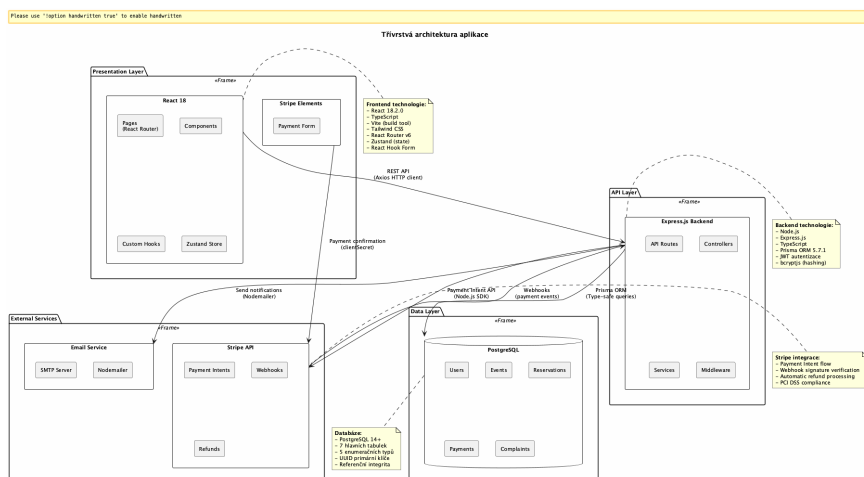 Please use '!option handwritten true' to enable handwritten
Třívrstvá architektura aplikace
Presentation Layer
«Frame»
React 18
Pages
(React Router)
Components
Custom Hooks
Zustand Store
Stripe Elements
Payment Form
Frontend technologie:
- React 18.2.0
- TypeScript
- Vite (build tool)
- Tailwind CSS
- React Router v6
- Zustand (state)
- React Hook Form
REST API
(Axios HTTP client)
Payment confirmation
(clientSecret)
API Layer
«Frame»
Express.js Backend
API Routes
Controllers
Services
Middleware
Backend technologie:
- Node.js
- Express.js
- TypeScript
- Prisma ORM 5.7.1
- JWT autentizace
- bcryptjs (hashing)
Send notifications
(Nodemailer)
Payment Intent API
(Node.js SDK)
Webhooks
(payment events)
Prisma ORM
(Type-safe queries)
External Services
«Frame»
Email Service
SMTP Server
Nodemailer
Stripe API
Payment Intents
Webhooks
Refunds
Data Layer
«Frame»
PostgreSQL
Users
Events
Reservations
Payments
Complaints
Stripe integrace:
- Payment Intent flow
- Webhook signature verification
- Automatic refund processing
- PCI DSS compliance
Databáze:
- PostgreSQL 14+
- 7 hlavních tabulek
- 5 enumeračních typů
- UUID primární klíče
- Referenční integrita